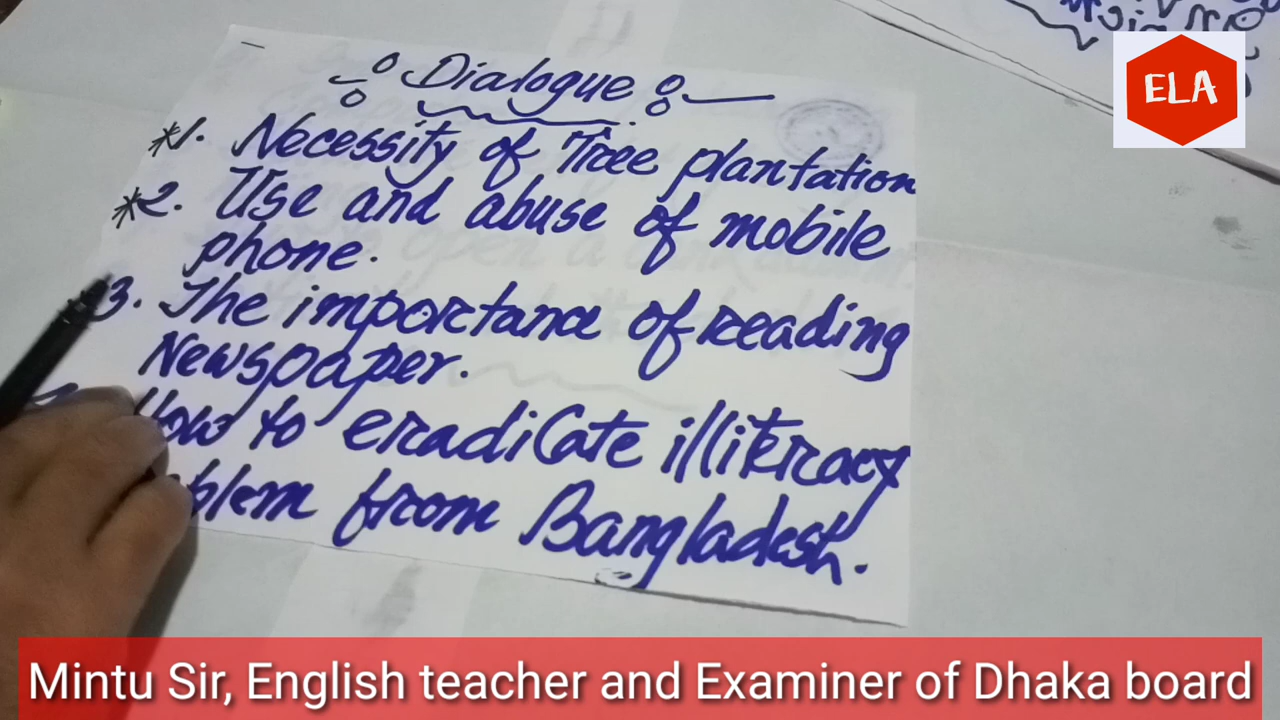 ELA
Dialogue
*1. Necessity of Tree plantation
*2. Use and abuse of mobile
phone.
3. The importance of reading
Newspaper.
How to eradicate illiteracy
from Bangladesh.
Mintu Sir, English teacher and Examiner of Dhaka board